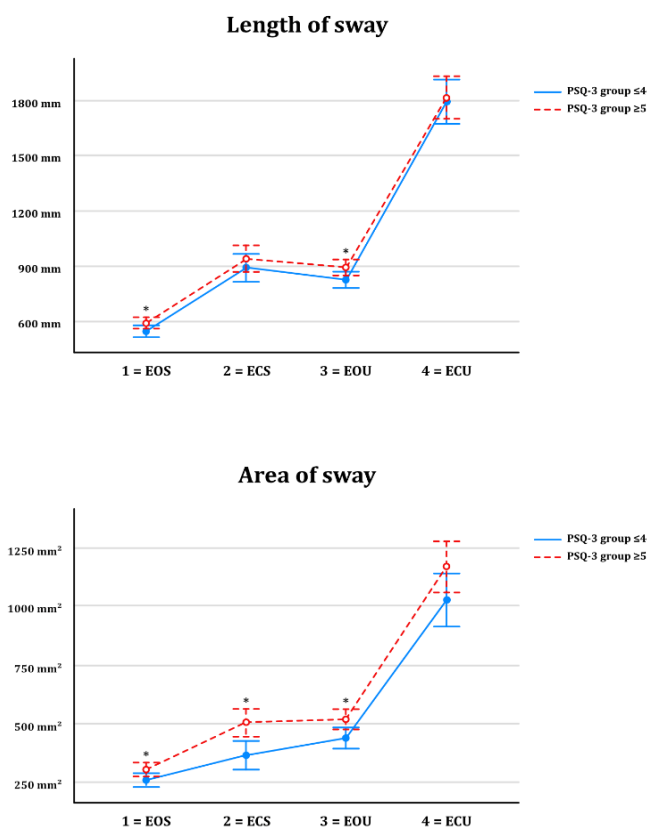 Length of sway
1800 mm
1500 mm
1200 mm
900 mm
600 mm
*
*
1 = EOS
2 = ECS
3 = EOU
4 = ECU
PSQ-3 group ≤4
PSQ-3 group ≥5
Area of sway
1250 mm²
1000 mm²
750 mm²
500 mm²
250 mm²
*
*
*
1 = EOS
2 = ECS
3 = EOU
4 = ECU
PSQ-3 group ≤4
PSQ-3 group ≥5